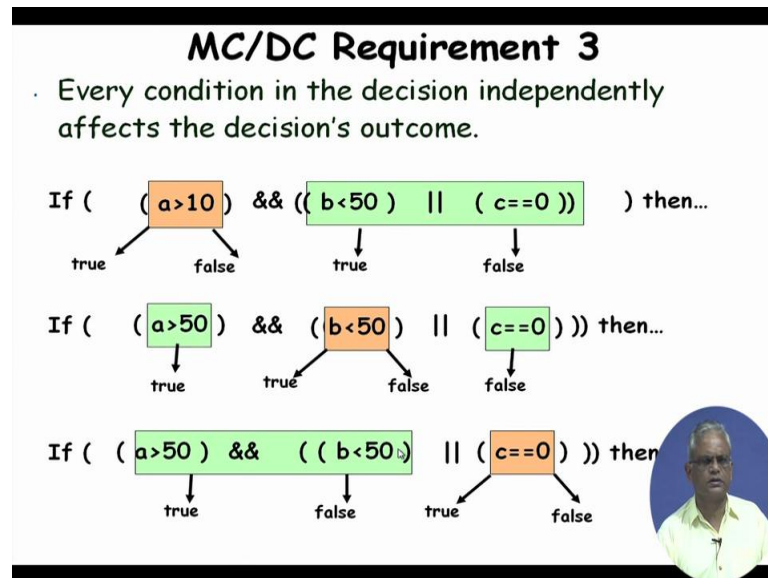 MC/DC Requirement 3
Every condition in the decision independently
affects the decision's outcome.
If ( ( a>10 ) && (( b<50 ) || ( c==0 )) ) then...
true false true false
If ( ( a>50 ) && ( b<50 ) || ( c==0 ) )) then...
true true false false
If ( ( a>50 ) && ( ( b<50 ) || ( c==0 ) )) then
true false true false